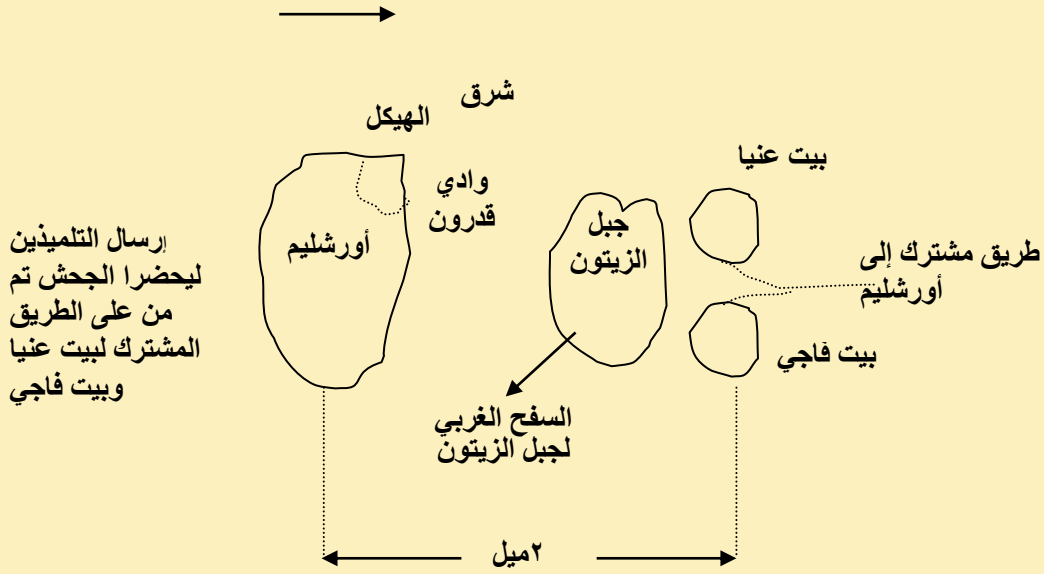 شرق
الهيكل
بيت عنيا
وادي
قدرون
جبل
الزيتون
أورشليم
طريق مشترك إلى
أورشليم
إرسال التلميذين
ليحضرا الجحش تم
من على الطريق
المشترك لبيت عنيا
وبيت فاجي
بيت فاجي
السفح الغربي
لجبل الزيتون
٢ميل